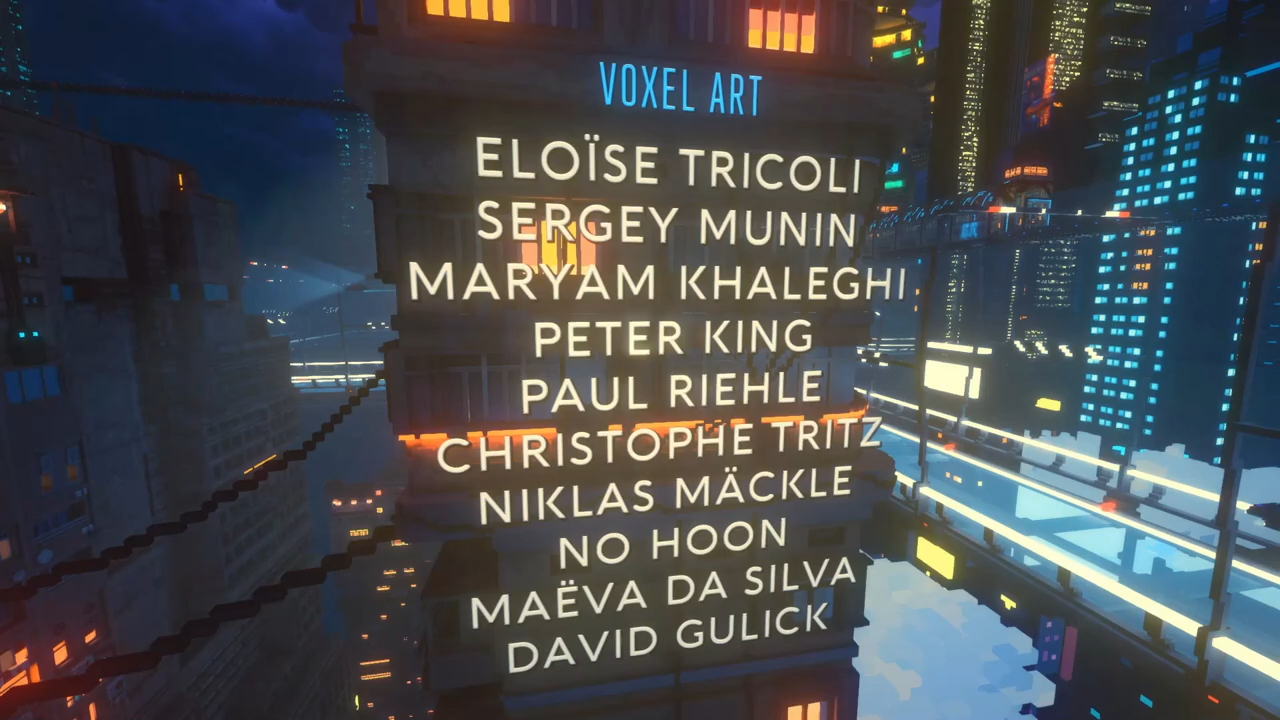 VOXEL ART
ELOÏSE TRICOLI
SERGEY MUNIN
MARYAM KHALEGHI
PETER KING
PAUL RIEHLE
CHRISTOPHE TRITZ
NIKLAS MÄCKLE
NO HOON
MAËVA DA SILVA
DAVID GULICK